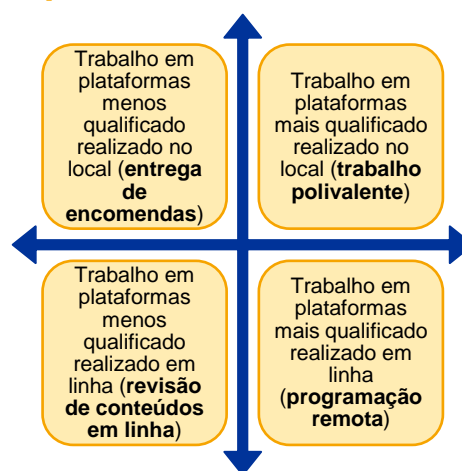 Trabalho em
plataformas
menos
qualificado
realizado no
local (entrega
de
encomendas)
Trabalho em
plataformas
mais qualificado
realizado no
local (trabalho
polivalente)
Trabalho em
plataformas
menos
qualificado
realizado em
linha (revisão
de conteúdos
em linha)
Trabalho em
plataformas
mais qualificado
realizado em
linha
(programação
remota)